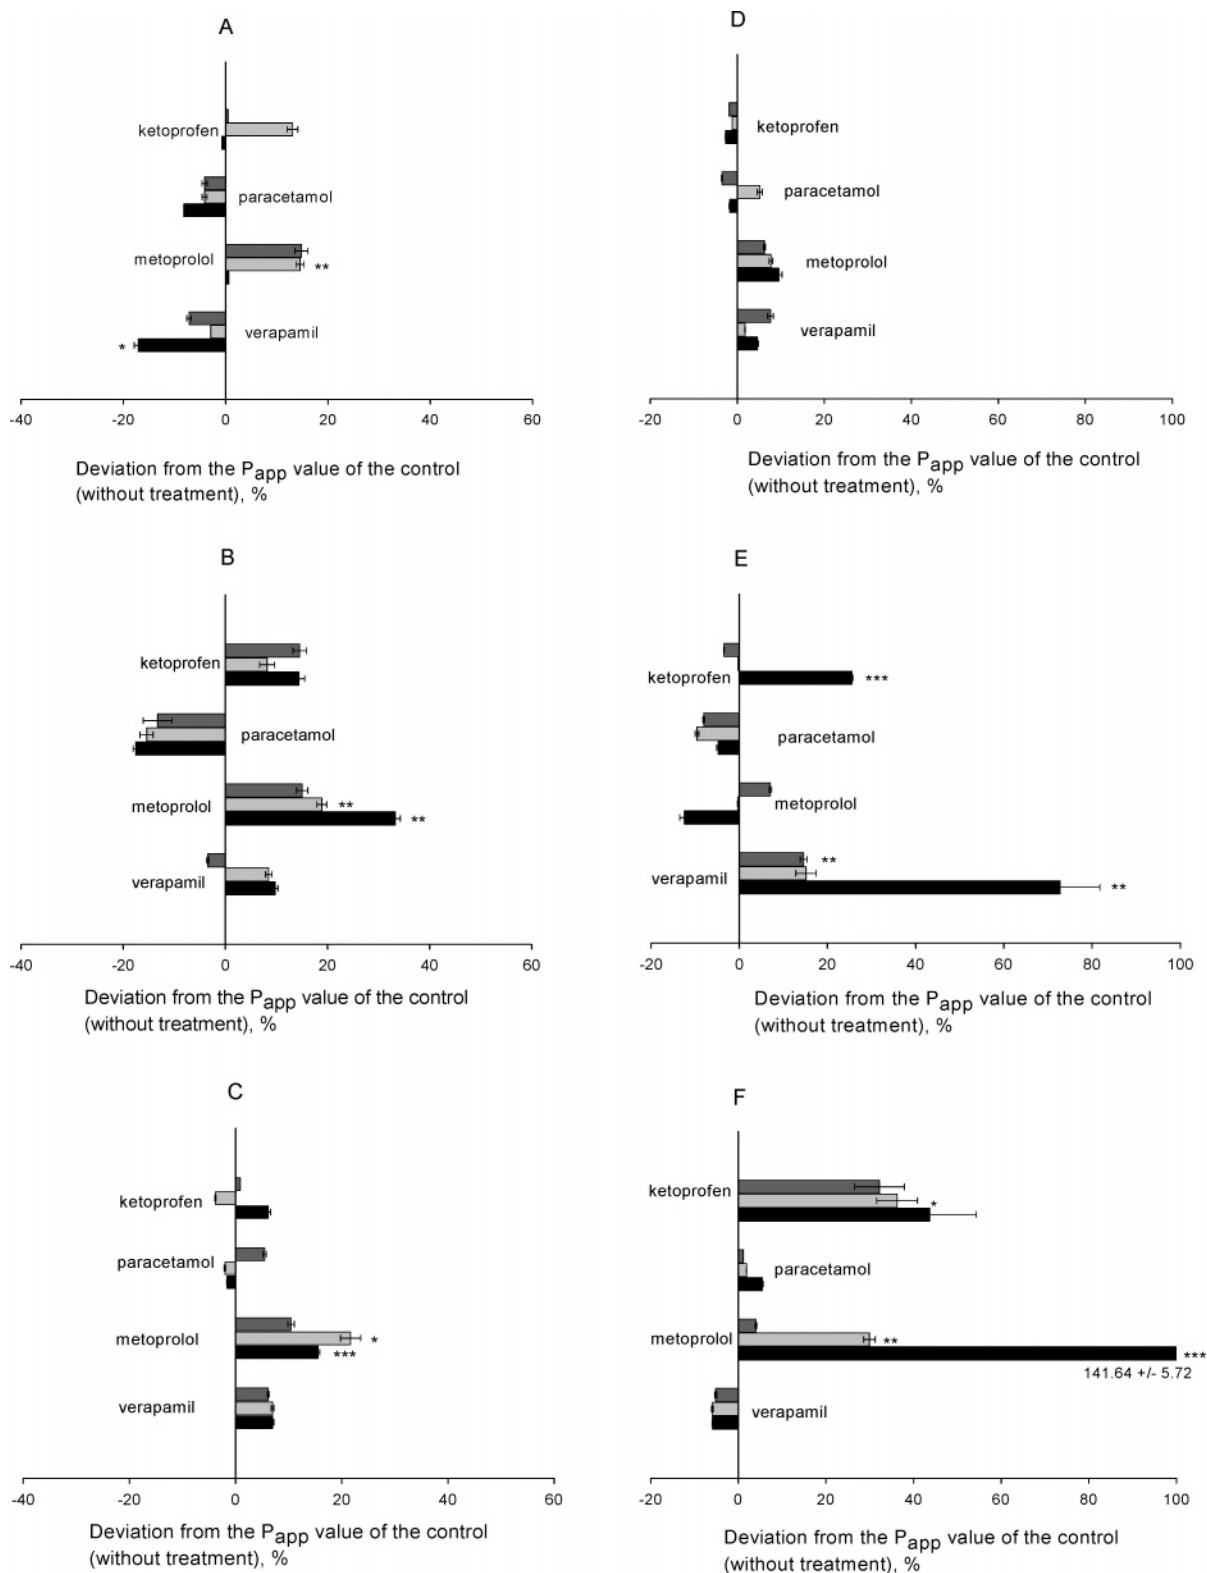 A
ketoprofen
paracetamol
metoprolol
**
verapamil
*
-40 -20 0 20 40 60
Deviation from the Papp value of the control
(without treatment), %
D
ketoprofen
paracetamol
metoprolol
verapamil
-20 0 20 40 60 80 100
Deviation from the Papp value of the control
(without treatment), %
B
ketoprofen
paracetamol
metoprolol
**
**
verapamil
-40 -20 0 20 40 60
Deviation from the Papp value of the control
(without treatment), %
E
ketoprofen
***
paracetamol
metoprolol
**
verapamil
**
-20 0 20 40 60 80 100
Deviation from the Papp value of the control
(without treatment), %
C
ketoprofen
paracetamol
metoprolol
*
***
verapamil
-40 -20 0 20 40 60
Deviation from the Papp value of the control
(without treatment), %
F
ketoprofen
*
paracetamol
metoprolol
**
***
141.64 +/- 5.72
verapamil
-20 0 20 40 60 80 100
Deviation from the Papp value of the control
(without treatment), %